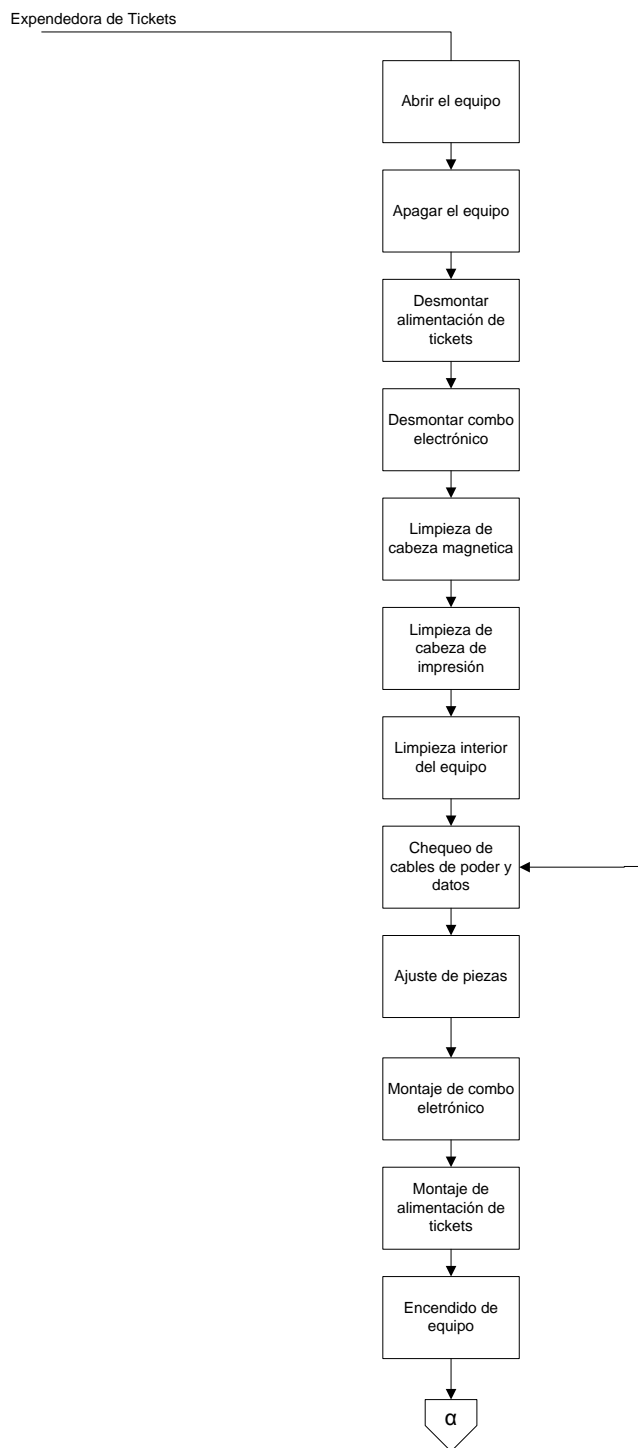 Expendedora de Tickets
Abrir el equipo
Apagar el equipo
Desmontar
alimentación de
tickets
Desmontar combo
electrónico
Limpieza de
cabeza magnetica
Limpieza de
cabeza de
impresión
Limpieza interior
del equipo
Chequeo de
cables de poder y
datos
Ajuste de piezas
Montaje de combo
eletrónico
Montaje de
alimentación de
tickets
Encendido de
equipo
α